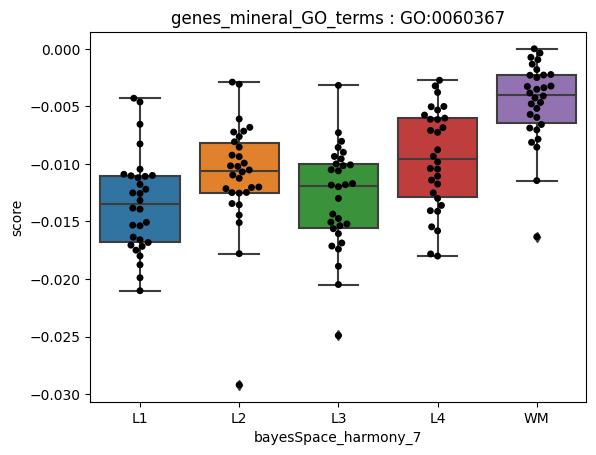 genes_mineral_GO_terms : GO:0060367
0.000
−0.005
−0.010
−0.015
−0.020
−0.025
−0.030
score
L1 L2 L3 L4 WM
bayesSpace_harmony_7